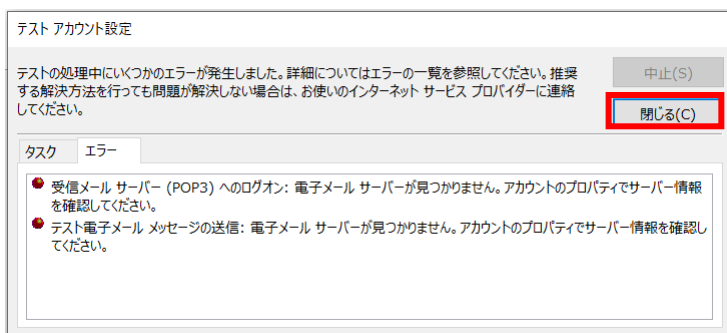 テスト アカウント設定
テストの処理中にいくつかのエラーが発生しました。詳細についてはエラーの一覧を参照してください。推奨
する解決方法を行っても問題が解決しない場合は、お使いのインターネット サービス プロバイダーに連絡
してください。
中止(S)
閉じる(C)
タスク エラー
受信メール サーバー (POP3) へのログオン: 電子メール サーバーが見つかりません。アカウントのプロパティでサーバー情報
を確認してください。
テスト電子メール メッセージの送信: 電子メール サーバーが見つかりません。アカウントのプロパティでサーバー情報を確認し
てください。